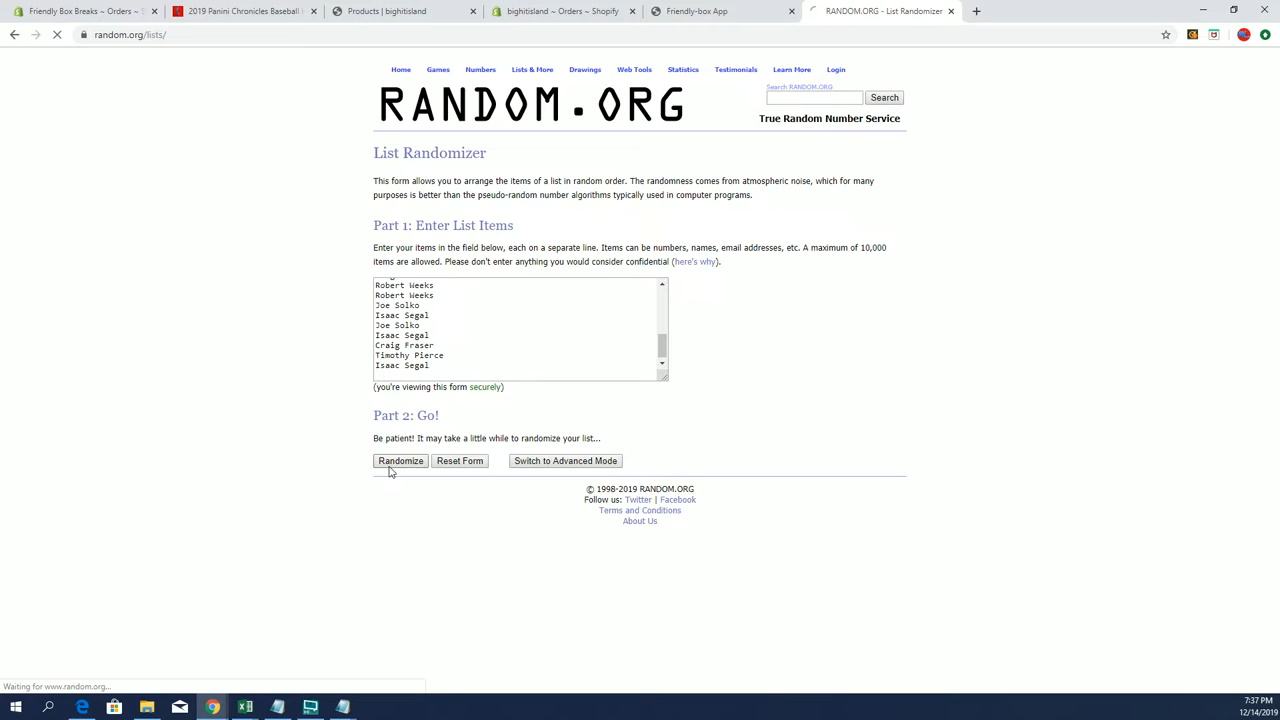 Friendly Box Breaks ~ Orders ~ S
2019 Panini Chronicles Baseball
Products | bighitisland
bighitisland ~ Orders ~ Shopify
Friendly-box App
RANDOM.ORG - List Randomizer
random.org/lists/
Home Games Numbers Lists & More Drawings Web Tools Statistics Testimonials Learn More Login
RANDOM.ORG
Search RANDOM.ORG
Search
True Random Number Service
List Randomizer
This form allows you to arrange the items of a list in random order. The randomness comes from atmospheric noise, which for many
purposes is better than the pseudo-random number algorithms typically used in computer programs.
Part 1: Enter List Items
Enter your items in the field below, each on a separate line. Items can be numbers, names, email addresses, etc. A maximum of 10,000
items are allowed. Please don't enter anything you would consider confidential (here's why).
Robert Weeks
Robert Weeks
Joe Solko
Isaac Segal
Joe Solko
Isaac Segal
Craig Fraser
Timothy Pierce
Isaac Segal
(you're viewing this form securely)
Part 2: Go!
Be patient! It may take a little while to randomize your list...
Randomize Reset Form Switch to Advanced Mode
© 1998-2019 RANDOM.ORG
Follow us: Twitter | Facebook
Terms and Conditions
About Us
Waiting for www.random.org...
7:37 PM
12/14/2019